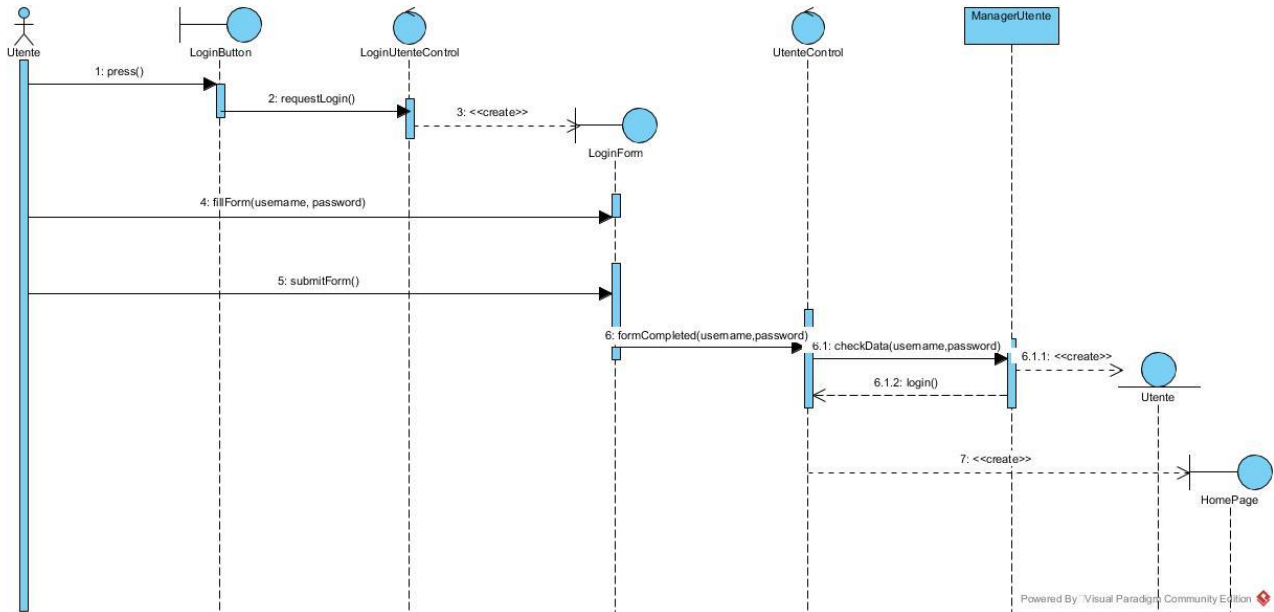 Utente
LoginButton
LoginUtenteControl
UtenteControl
ManagerUtente
1: press()
2: requestLogin()
3: <<create>>
LoginForm
4: fillForm(username, password)
5: submitForm()
6: formCompleted(username,password)
6.1: checkData(username,password)
6.1.1: <<create>>
6.1.2: login()
Utente
7: <<create>>
HomePage
Powered By Visual Paradigm Community Edition